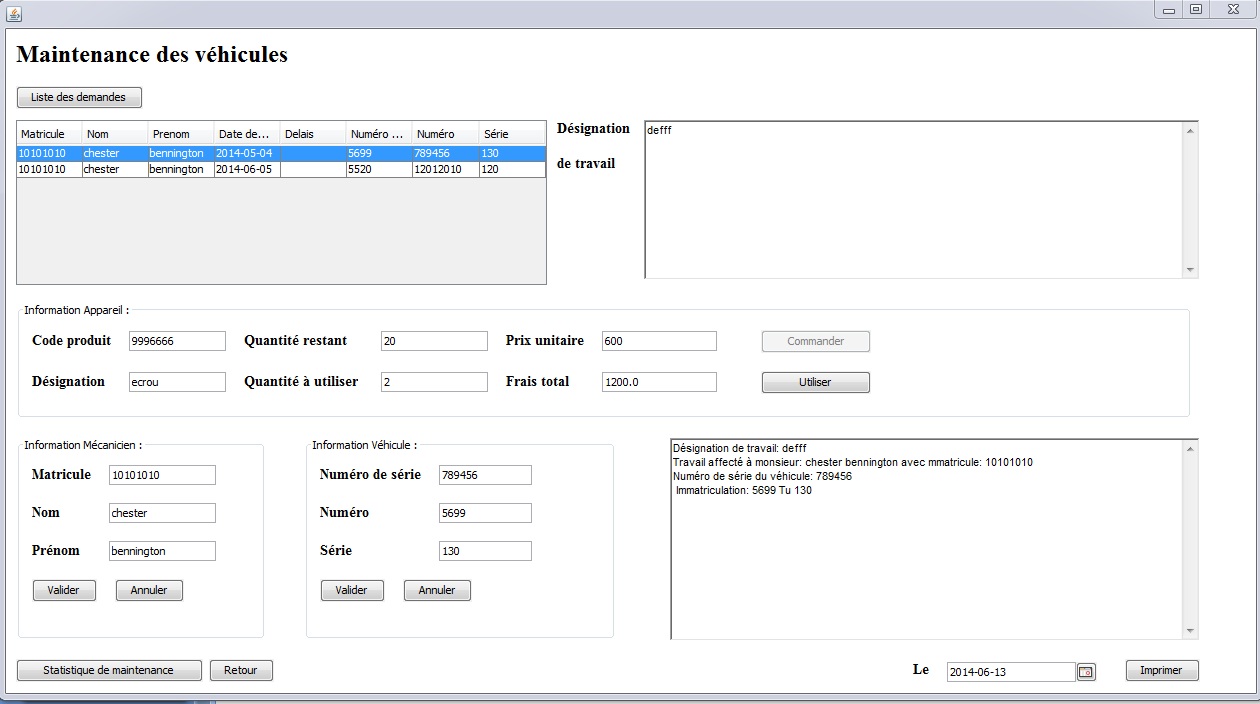 Maintenance des véhicules
Liste des demandes
Matricule Nom Prenom Date de... Delais Numéro ... Numéro Série
10101010 chester bennington 2014-05-04 5699 789456 130
10101010 chester bennington 2014-06-05 5520 12012010 120
Désignation
de travail
defff
Information Appareil :
Code produit 9996666 Quantité restant 20 Prix unitaire 600 Commander
Désignation ecrou Quantité à utiliser 2 Frais total 1200.0 Utiliser
Information Mécanicien :
Matricule 10101010
Nom chester
Prénom bennington
Valider Annuler
Information Véhicule :
Numéro de série 789456
Numéro 5699
Série 130
Valider Annuler
Désignation de travail: defff
Travail affecté à monsieur: chester bennington avec mmatricule: 10101010
Numéro de série du véhicule: 789456
Immatriculation: 5699 Tu 130
Statistique de maintenance Retour Le 2014-06-13 Imprimer